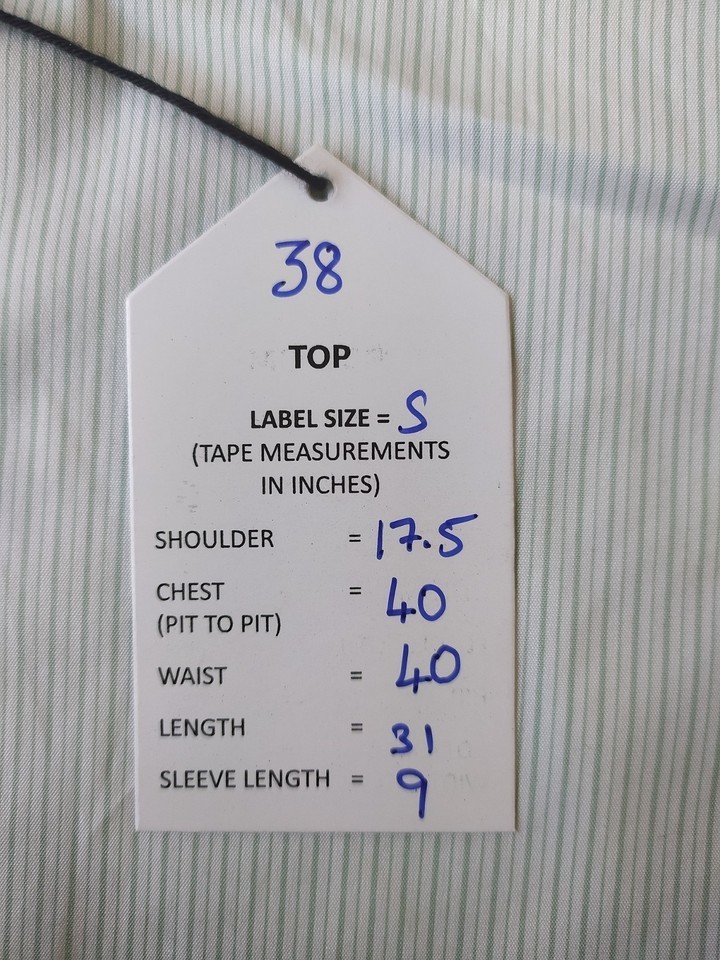 38
TOP
LABEL SIZE = S
(TAPE MEASUREMENTS
IN INCHES)
SHOULDER = 17.5
CHEST = 40
(PIT TO PIT)
WAIST = 40
LENGTH = 31
SLEEVE LENGTH = 9